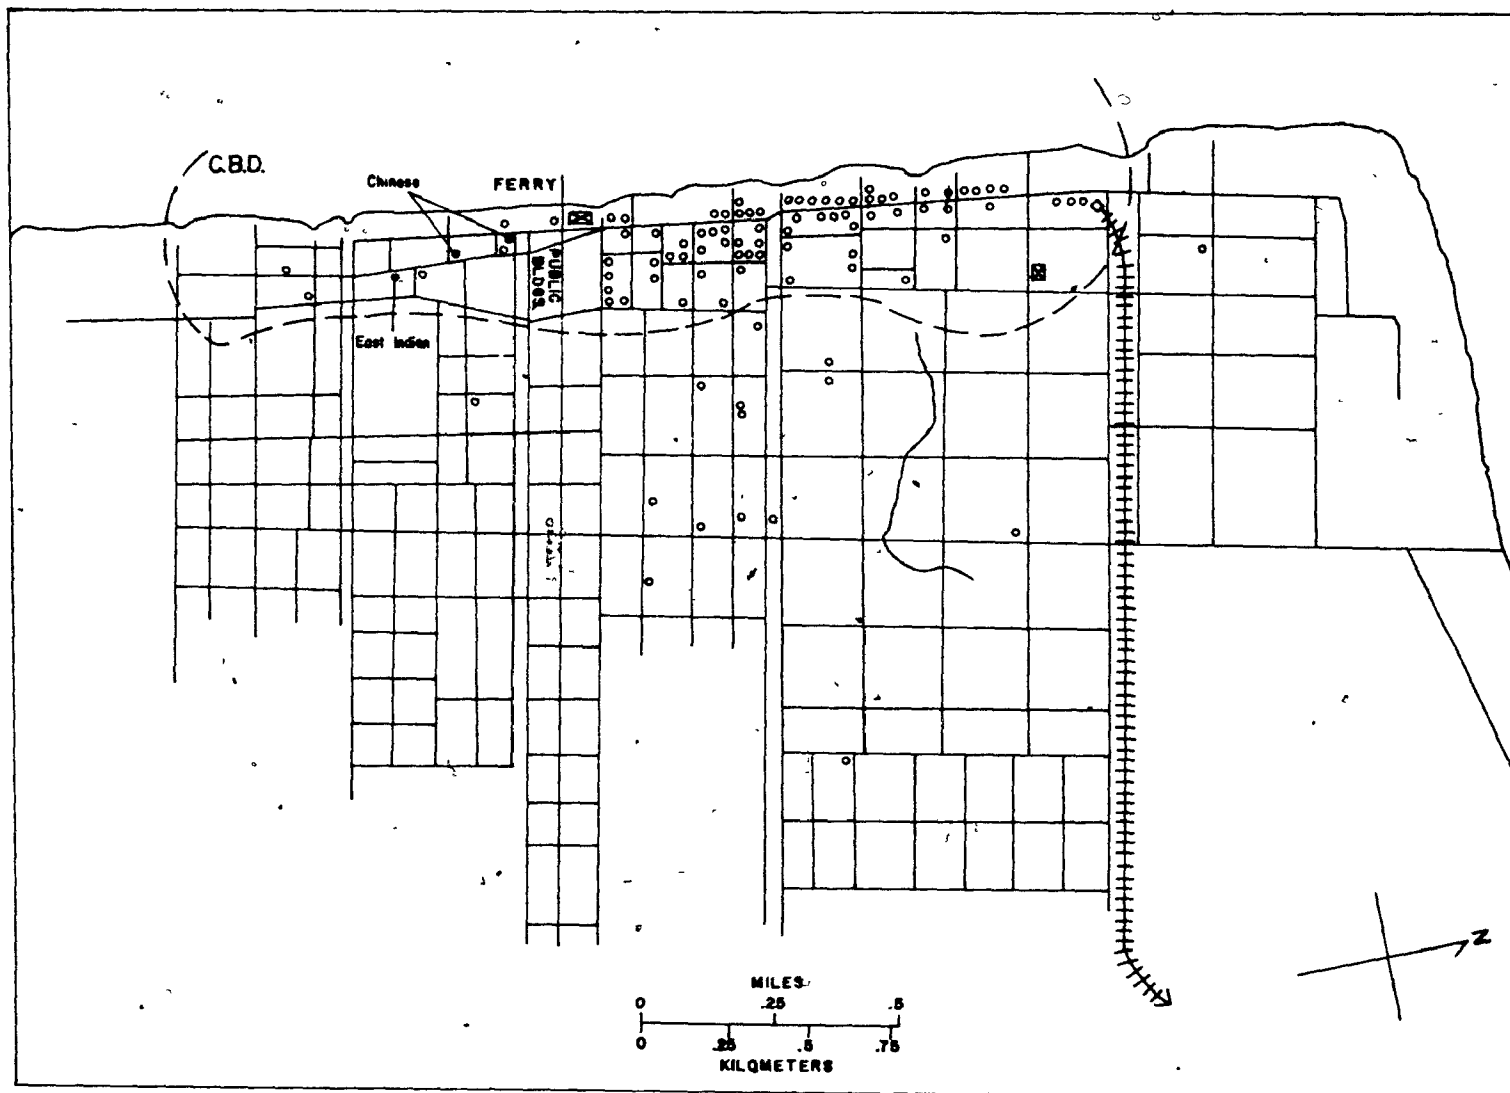 C.B.D.
Chinese
FERRY
PUBLIC
BLDGS.
East Indian
N
MILES
0 .25 .5
0 .25 .5 .75
KILOMETERS